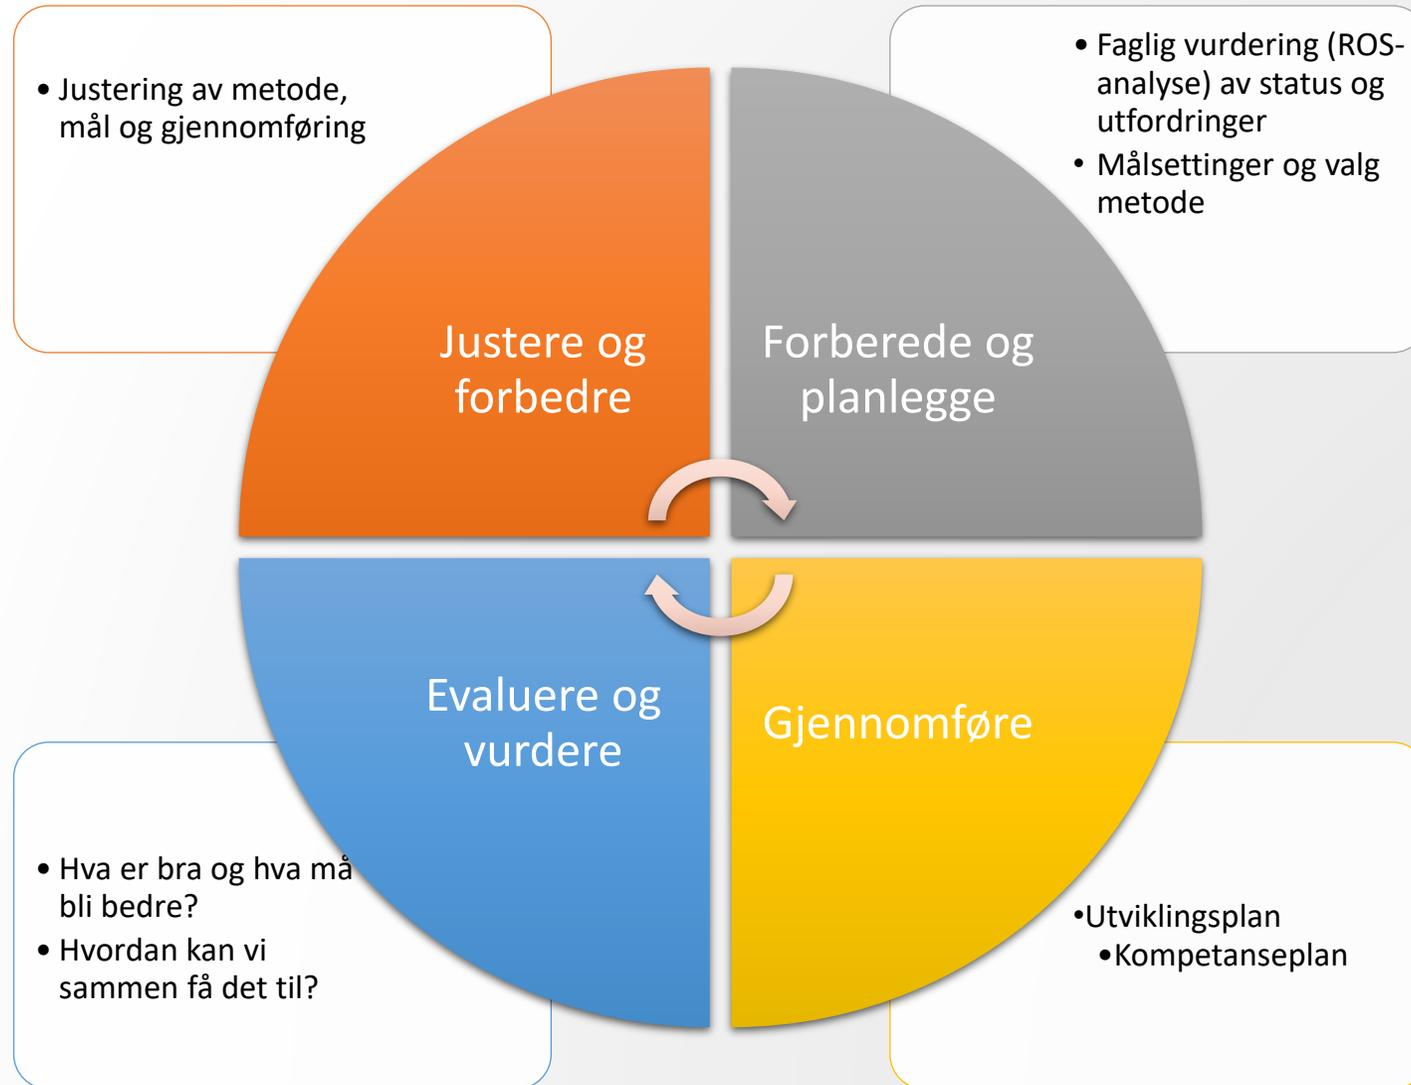 • Justering av metode,
mål og gjennomføring
• Faglig vurdering (ROS-
analyse) av status og
utfordringer
• Målsettinger og valg
metode
Justere og
forbedre
Forberede og
planlegge
Evaluere og
vurdere
Gjennomføre
• Hva er bra og hva må
bli bedre?
• Hvordan kan vi
sammen få det til?
•Utviklingsplan
•Kompetanseplan